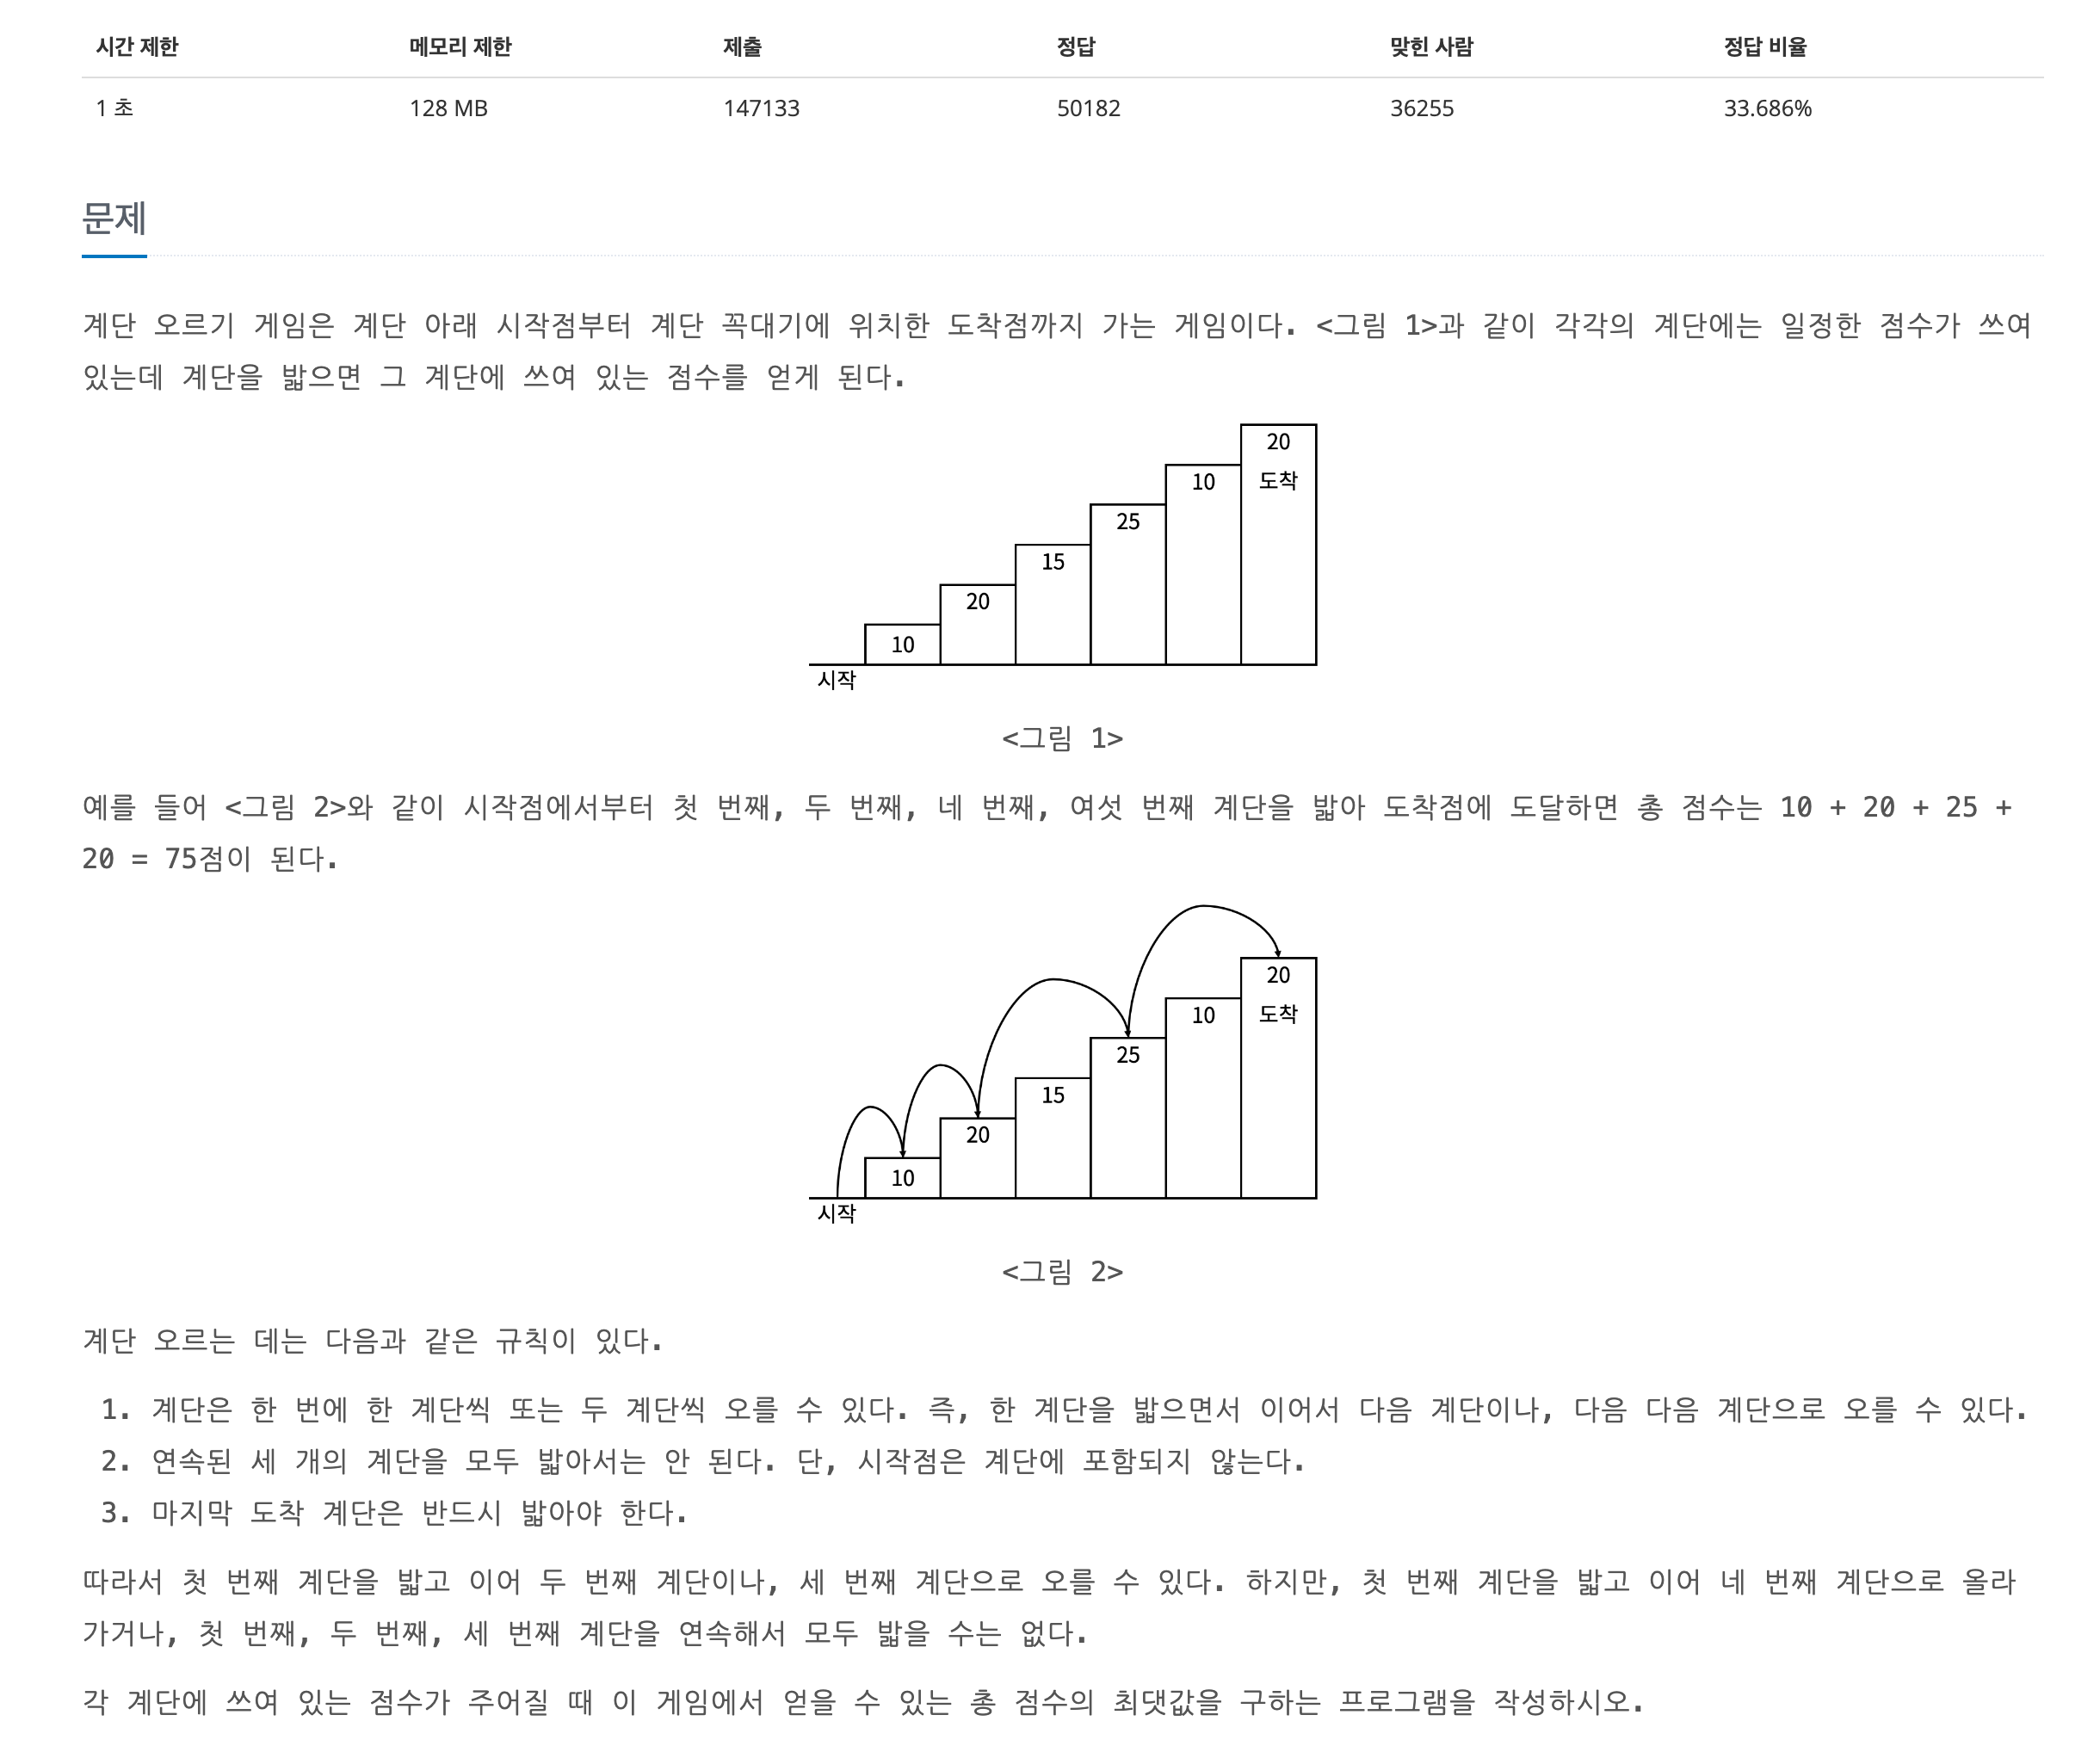 시간 제한 메모리 제한 제출 정답 맞힌 사람 정답 비율
1 초 128 MB 147133 50182 36255 33.686%
문제
계단 오르기 게임은 계단 아래 시작점부터 계단 꼭대기에 위치한 도착점까지 가는 게임이다. <그림 1>과 같이 각각의 계단에는 일정한 점수가 쓰여
있는데 계단을 밟으면 그 계단에 쓰여 있는 점수를 얻게 된다.
20
도착
10
25
15
20
10
시작
<그림 1>
예를 들어 <그림 2>와 같이 시작점에서부터 첫 번째, 두 번째, 네 번째, 여섯 번째 계단을 밟아 도착점에 도달하면 총 점수는 10 + 20 + 25 +
20 = 75점이 된다.
20
도착
10
25
15
20
10
시작
<그림 2>
계단 오르는 데는 다음과 같은 규칙이 있다.
1. 계단은 한 번에 한 계단씩 또는 두 계단씩 오를 수 있다. 즉, 한 계단을 밟으면서 이어서 다음 계단이나, 다음 다음 계단으로 오를 수 있다.
2. 연속된 세 개의 계단을 모두 밟아서는 안 된다. 단, 시작점은 계단에 포함되지 않는다.
3. 마지막 도착 계단은 반드시 밟아야 한다.
따라서 첫 번째 계단을 밟고 이어 두 번째 계단이나, 세 번째 계단으로 오를 수 있다. 하지만, 첫 번째 계단을 밟고 이어 네 번째 계단으로 올라
가거나, 첫 번째, 두 번째, 세 번째 계단을 연속해서 모두 밟을 수는 없다.
각 계단에 쓰여 있는 점수가 주어질 때 이 게임에서 얻을 수 있는 총 점수의 최댓값을 구하는 프로그램을 작성하시오.